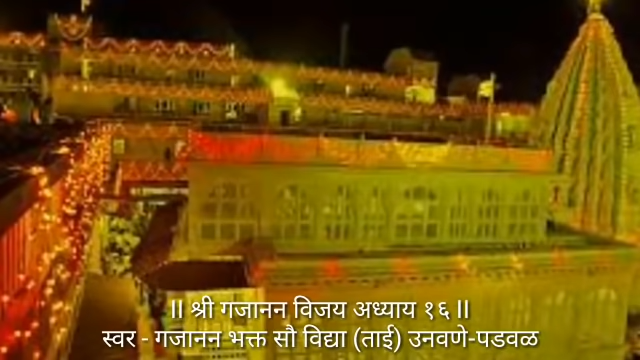 ॥ श्री गजानन विजय अध्याय १६ ॥
स्वर - गजानन भक्त सौ विद्या (ताई) उनवणे-पडवळ